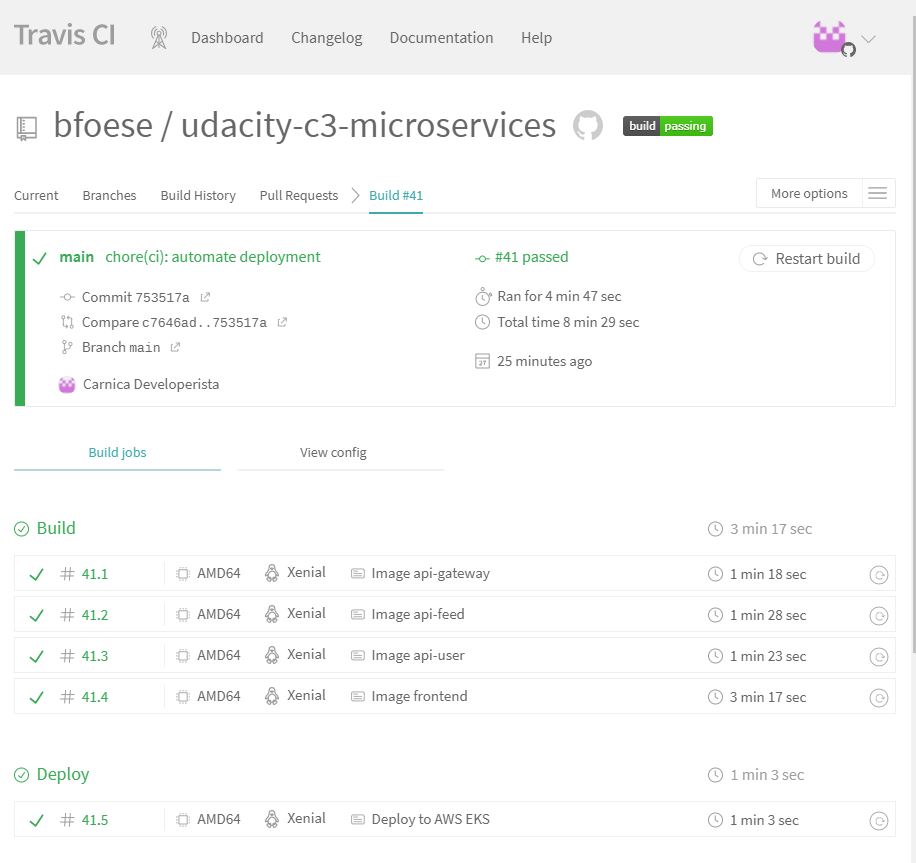 Travis CI Dashboard Changelog Documentation Help
bfoese / udacity-c3-microservices build passing
Current Branches Build History Pull Requests Build #41 More options
main chore(ci): automate deployment
Commit 753517a
Compare c7646ad..753517a
Branch main
Carnica Developerista
#41 passed
Ran for 4 min 47 sec
Total time 8 min 29 sec
27 25 minutes ago
Restart build
Build jobs View config
Build 3 min 17 sec
# 41.1 AMD64 Xenial Image api-gateway 1 min 18 sec
# 41.2 AMD64 Xenial Image api-feed 1 min 28 sec
# 41.3 AMD64 Xenial Image api-user 1 min 23 sec
# 41.4 AMD64 Xenial Image frontend 3 min 17 sec
Deploy 1 min 3 sec
# 41.5 AMD64 Xenial Deploy to AWS EKS 1 min 3 sec